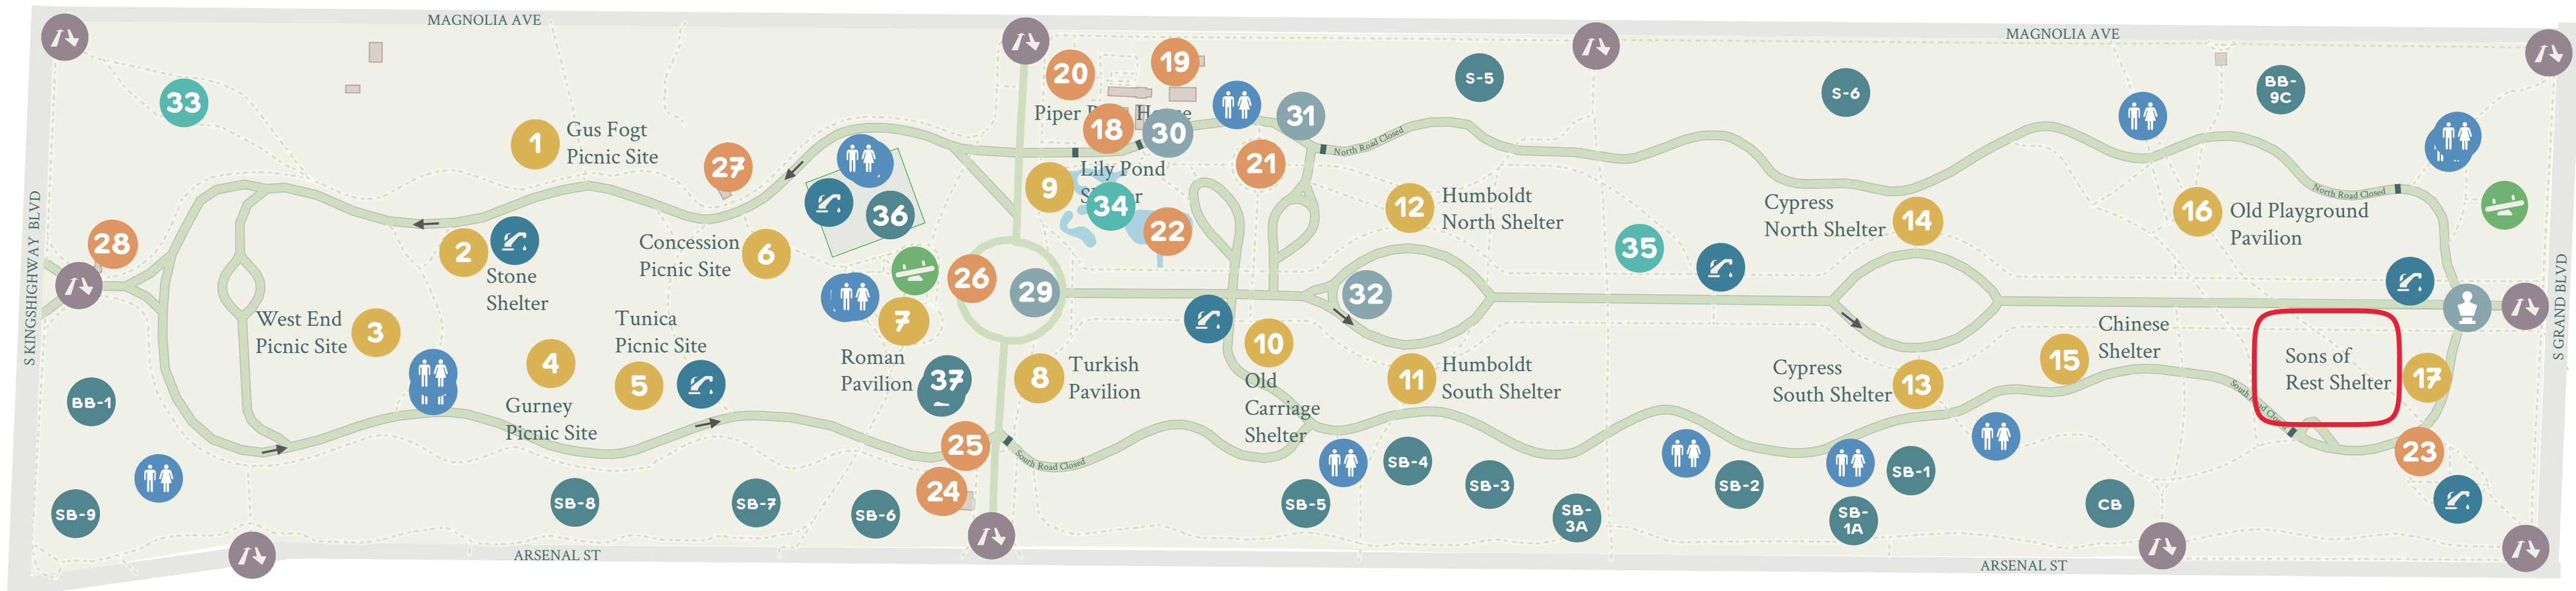 MAGNOLIA AVE
MAGNOLIA AVE
S KINGSHIGHWAY BLVD
S GRAND BLVD
ARSENAL ST
ARSENAL ST
33
1
Gus Fogt
Picnic Site
27
28
2
Stone
Shelter
Concession
Picnic Site
6
36
West End
Picnic Site
3
4
Gurney
Picnic Site
Tunica
Picnic Site
5
7
Roman
Pavilion
37
26
29
BB-1
SB-9
SB-8
SB-7
SB-6
25
24
20
19
Piper
18
30
31
21
9
Lily Pond
34
22
8
Turkish
Pavilion
10
Old
Carriage
Shelter
32
12
Humboldt
North Shelter
11
Humboldt
South Shelter
North Road Closed
South Road Closed
S-5
S-6
35
Cypress
North Shelter
14
Cypress
South Shelter
13
SB-5
SB-4
SB-3
SB-
3A
SB-2
SB-1
SB-
1A
CB
BB-
9C
16
Old Playground
Pavilion
North Road Closed
15
Chinese
Shelter
Sons of
Rest Shelter
17
South Road
23